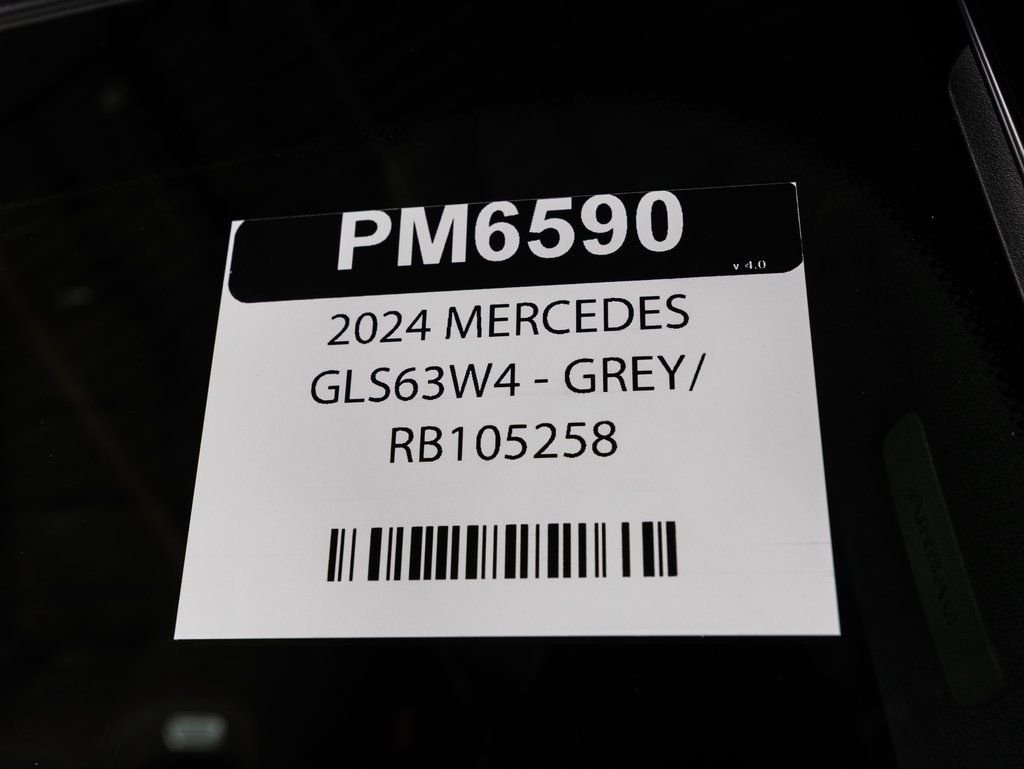 PM6590
v 4.0
2024 MERCEDES
GLS63W4 - GREY/
RB105258
AIRBAG